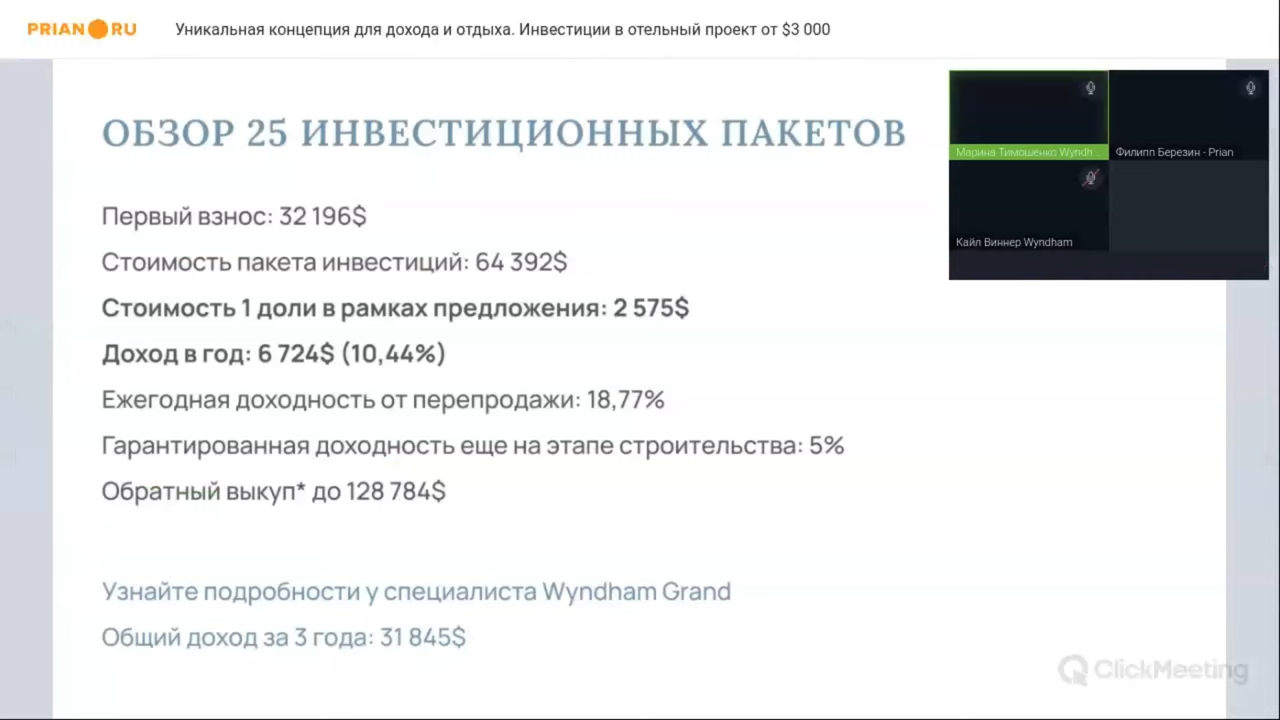 PRIAN RU
Уникальная концепция для дохода и отдыха. Инвестиции в отельный проект от $3 000
ОБЗОР 25 ИНВЕСТИЦИОННЫХ ПАКЕТОВ
Первый взнос: 32 196$
Стоимость пакета инвестиций: 64 392$
Стоимость 1 доли в рамках предложения: 2 575$
Доход в год: 6 724$ (10,44%)
Ежегодная доходность от перепродажи: 18,77%
Гарантированная доходность еще на этапе строительства: 5%
Обратный выкуп* до 128 784$
Узнайте подробности у специалиста Wyndham Grand
Общий доход за 3 года: 31 845$
Марина Тимошенко Wyndh...
Филипп Березин - Prian
Кайл Виннер Wyndham
ClickMeeting